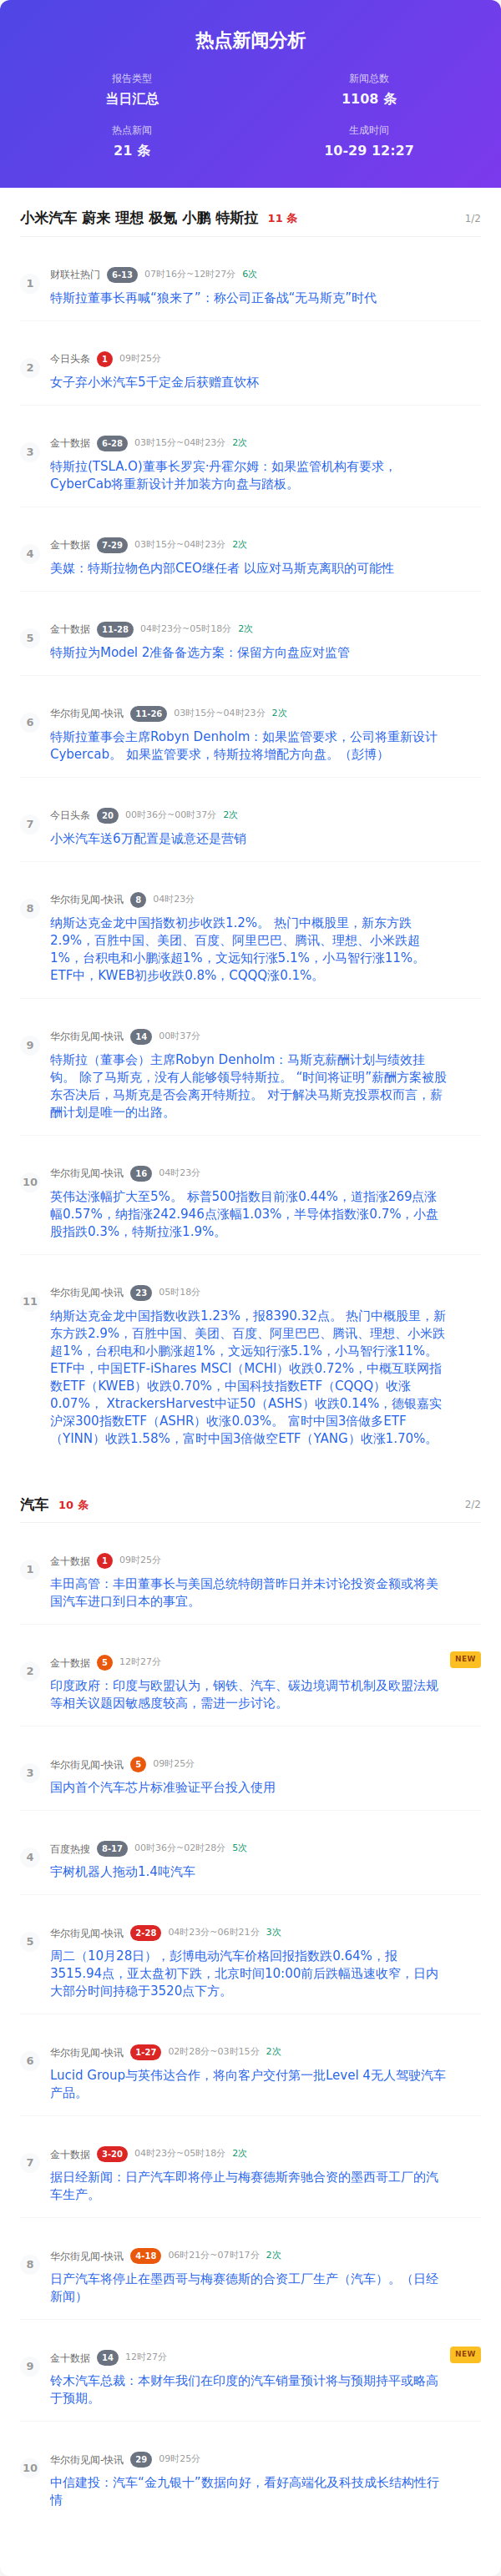 热点新闻分析
报告类型
新闻总数
当日汇总
1108 条
热点新闻
生成时间
21 条
10-29 12:27
小米汽车 蔚来 理想 极氪 小鹏 特斯拉 11 条 1/2
1
财联社热门 6-13 07时16分~12时27分 6次
特斯拉董事长再喊“狼来了”：称公司正备战“无马斯克”时代
2
今日头条 1 09时25分
女子弃小米汽车5千定金后获赠直饮杯
3
金十数据 6-28 03时15分~04时23分 2次
特斯拉(TSLA.O)董事长罗宾·丹霍尔姆：如果监管机构有要求，
CyberCab将重新设计并加装方向盘与踏板。
4
金十数据 7-29 03时15分~04时23分 2次
美媒：特斯拉物色内部CEO继任者 以应对马斯克离职的可能性
5
金十数据 11-28 04时23分~05时18分 2次
特斯拉为Model 2准备备选方案：保留方向盘应对监管
6
华尔街见闻-快讯 11-26 03时15分~04时23分 2次
特斯拉董事会主席Robyn Denholm：如果监管要求，公司将重新设计
Cybercab。 如果监管要求，特斯拉将增配方向盘。（彭博）
7
今日头条 20 00时36分~00时37分 2次
小米汽车送6万配置是诚意还是营销
8
华尔街见闻-快讯 8 04时23分
纳斯达克金龙中国指数初步收跌1.2%。 热门中概股里，新东方跌
2.9%，百胜中国、美团、百度、阿里巴巴、腾讯、理想、小米跌超
1%，台积电和小鹏涨超1%，文远知行涨5.1%，小马智行涨11%。
ETF中，KWEB初步收跌0.8%，CQQQ涨0.1%。
9
华尔街见闻-快讯 14 00时37分
特斯拉（董事会）主席Robyn Denholm：马斯克薪酬计划与绩效挂
钩。 除了马斯克，没有人能够领导特斯拉。 “时间将证明”薪酬方案被股
东否决后，马斯克是否会离开特斯拉。 对于解决马斯克投票权而言，薪
酬计划是唯一的出路。
10
华尔街见闻-快讯 16 04时23分
英伟达涨幅扩大至5%。 标普500指数目前涨0.44%，道指涨269点涨
幅0.57%，纳指涨242.946点涨幅1.03%，半导体指数涨0.7%，小盘
股指跌0.3%，特斯拉涨1.9%。
11
华尔街见闻-快讯 23 05时18分
纳斯达克金龙中国指数收跌1.23%，报8390.32点。 热门中概股里，新
东方跌2.9%，百胜中国、美团、百度、阿里巴巴、腾讯、理想、小米跌
超1%，台积电和小鹏涨超1%，文远知行涨5.1%，小马智行涨11%。
ETF中，中国ETF-iShares MSCI（MCHI）收跌0.72%，中概互联网指
数ETF（KWEB）收跌0.70%，中国科技指数ETF（CQQQ）收涨
0.07%， XtrackersHarvest中证50（ASHS）收跌0.14%，德银嘉实
沪深300指数ETF（ASHR）收涨0.03%。 富时中国3倍做多ETF
（YINN）收跌1.58%，富时中国3倍做空ETF（YANG）收涨1.70%。
汽车 10 条 2/2
1
金十数据 1 09时25分
丰田高管：丰田董事长与美国总统特朗普昨日并未讨论投资金额或将美
国汽车进口到日本的事宜。
2
金十数据 5 12时27分 NEW
印度政府：印度与欧盟认为，钢铁、汽车、碳边境调节机制及欧盟法规
等相关议题因敏感度较高，需进一步讨论。
3
华尔街见闻-快讯 5 09时25分
国内首个汽车芯片标准验证平台投入使用
4
百度热搜 8-17 00时36分~02时28分 5次
宇树机器人拖动1.4吨汽车
5
华尔街见闻-快讯 2-28 04时23分~06时21分 3次
周二（10月28日），彭博电动汽车价格回报指数跌0.64%，报
3515.94点，亚太盘初下跌，北京时间10:00前后跌幅迅速收窄，日内
大部分时间持稳于3520点下方。
6
华尔街见闻-快讯 1-27 02时28分~03时15分 2次
Lucid Group与英伟达合作，将向客户交付第一批Level 4无人驾驶汽车
产品。
7
金十数据 3-20 04时23分~05时18分 2次
据日经新闻：日产汽车即将停止与梅赛德斯奔驰合资的墨西哥工厂的汽
车生产。
8
华尔街见闻-快讯 4-18 06时21分~07时17分 2次
日产汽车将停止在墨西哥与梅赛德斯的合资工厂生产（汽车）。（日经
新闻）
9
金十数据 14 12时27分 NEW
铃木汽车总裁：本财年我们在印度的汽车销量预计将与预期持平或略高
于预期。
10
华尔街见闻-快讯 29 09时25分
中信建投：汽车“金九银十”数据向好，看好高端化及科技成长结构性行
情